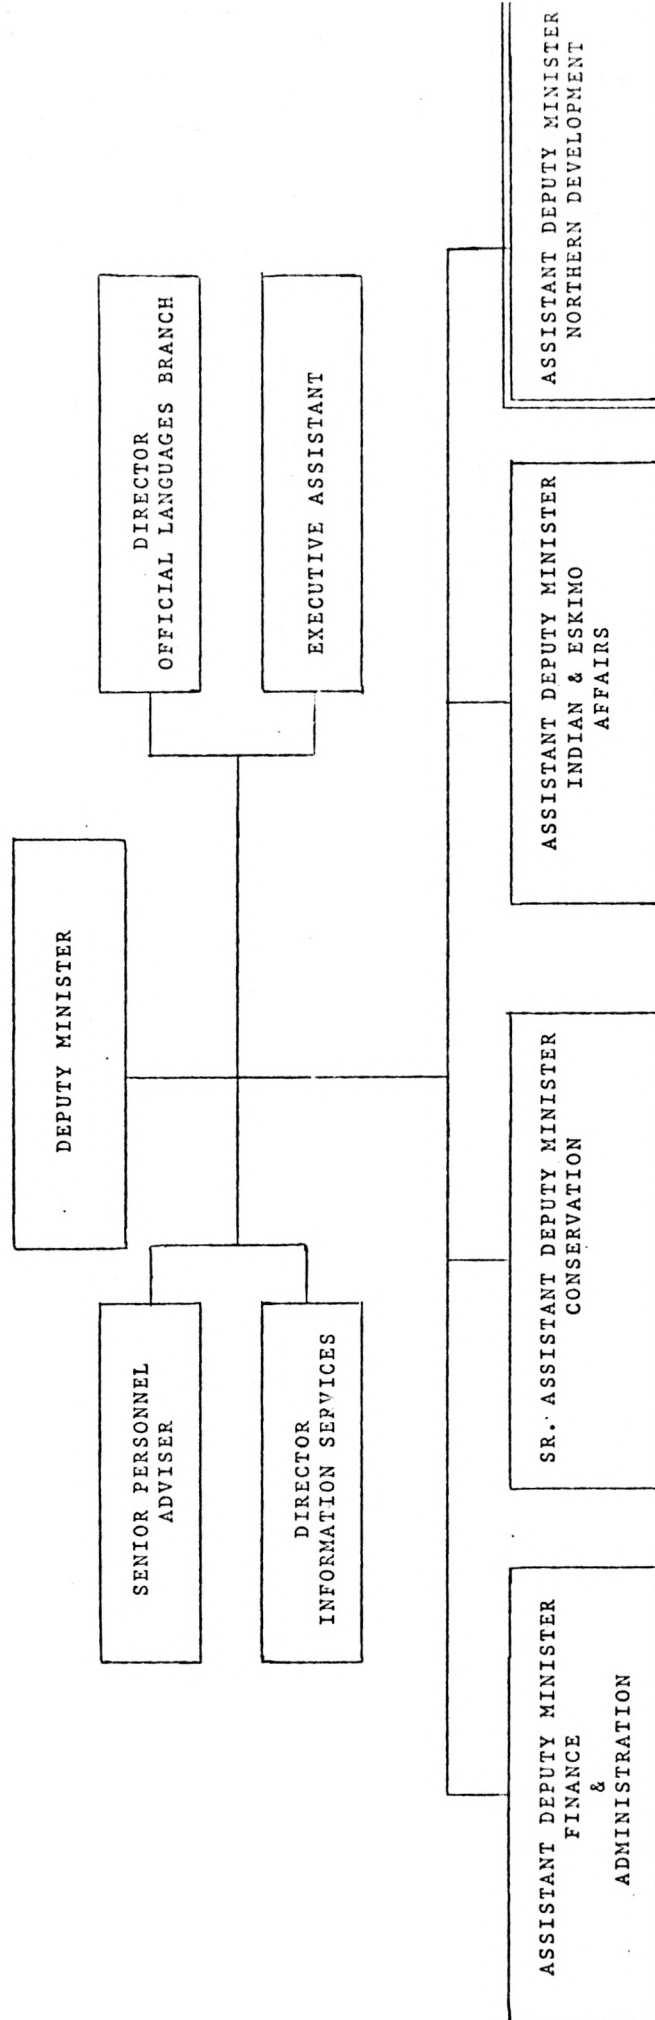 DEPUTY MINISTER
SENIOR PERSONNEL
ADVISER
DIRECTOR
OFFICIAL LANGUAGES BRANCH
DIRECTOR
INFORMATION SERVICES
EXECUTIVE ASSISTANT
ASSISTANT DEPUTY MINISTER
FINANCE
&
ADMINISTRATION
SR. ASSISTANT DEPUTY MINISTER
CONSERVATION
ASSISTANT DEPUTY MINISTER
INDIAN & ESKIMO
AFFAIRS
ASSISTANT DEPUTY MINISTER
NORTHERN DEVELOPMENT